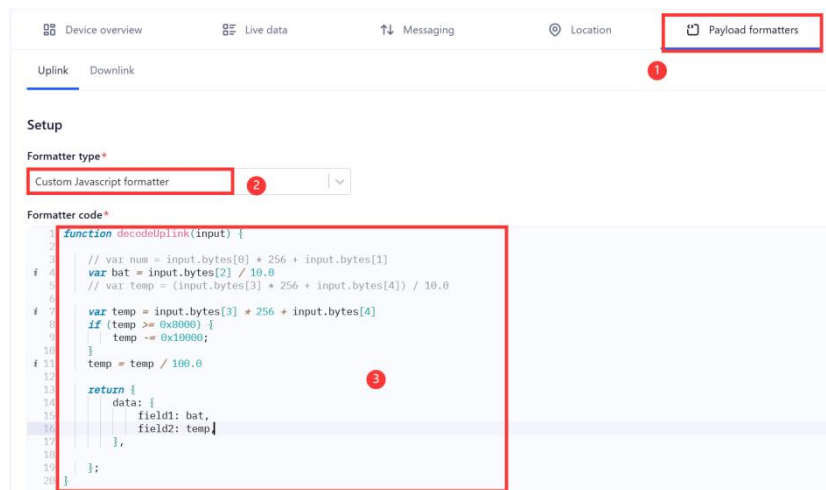 Device overview Live data Messaging Location Payload formatters
Uplink Downlink 1
Setup
Formatter type*
Custom Javascript formatter 2
Formatter code*
1 function decodeUplink(input) {
2
3 // var num = input.bytes[0] * 256 + input.bytes[1]
i 4 var bat = input.bytes[2] / 10.0
5 // var temp = (input.bytes[3] * 256 + input.bytes[4]) / 10.0
6
i 7 var temp = input.bytes[3] * 256 + input.bytes[4]
8 if (temp >= 0x8000) {
9 temp -= 0x10000;
10 }
i 11 temp = temp / 100.0
12
3
13 return {
14 data: {
15 field1: bat,
16 field2: temp,
17 },
18
19 };
20 }